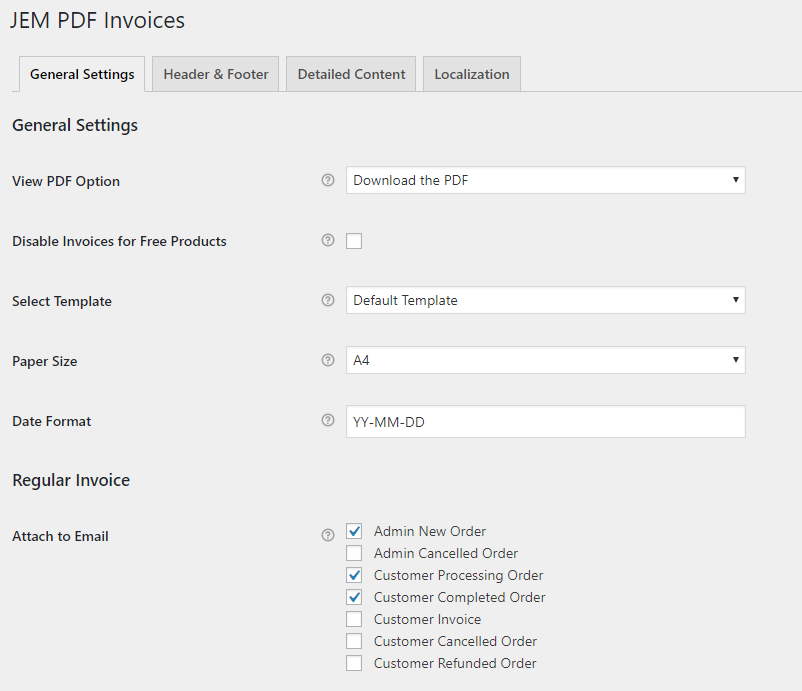 JEM PDF Invoices
General Settings Header & Footer Detailed Content Localization
General Settings
View PDF Option Download the PDF
Disable Invoices for Free Products
Select Template Default Template
Paper Size A4
Date Format YY-MM-DD
Regular Invoice
Attach to Email Admin New Order
Admin Cancelled Order
Customer Processing Order
Customer Completed Order
Customer Invoice
Customer Cancelled Order
Customer Refunded Order